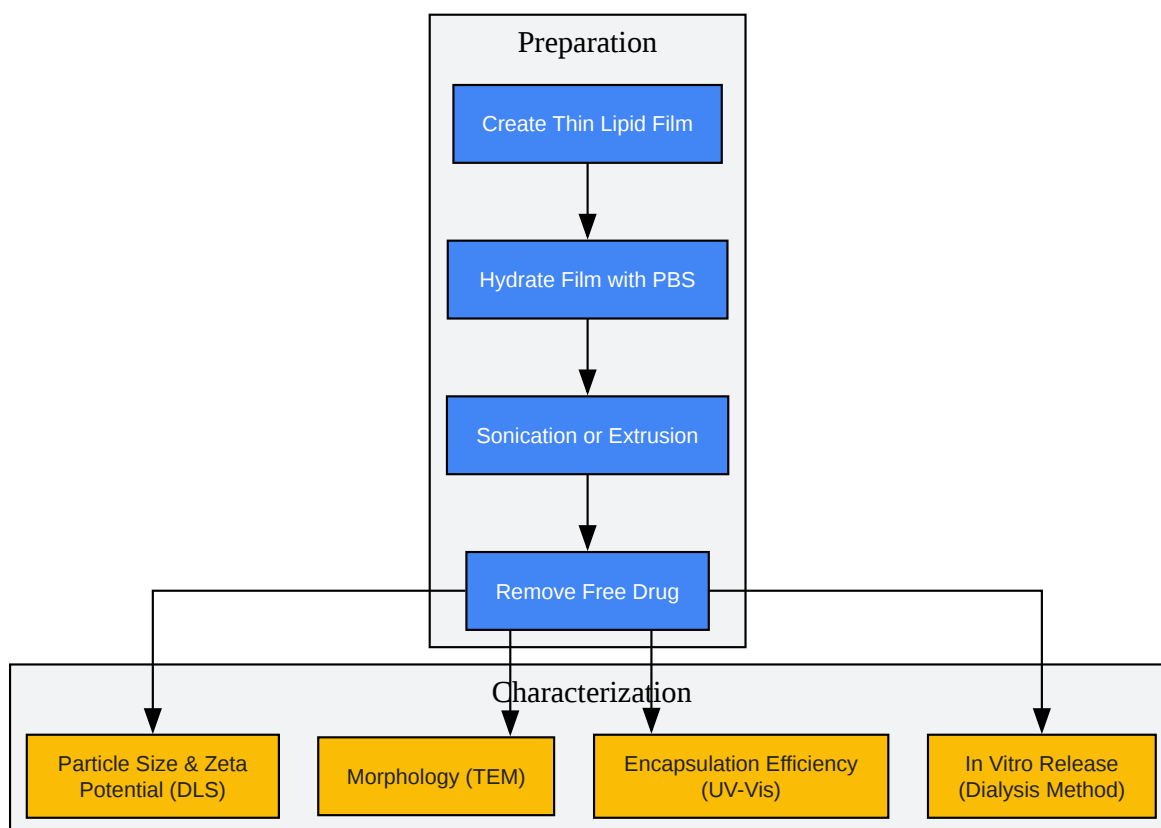 Preparation
Create Thin Lipid Film
Hydrate Film with PBS
Sonication or Extrusion
Remove Free Drug
Characterization
Particle Size & Zeta
Potential (DLS)
Morphology (TEM)
Encapsulation Efficiency
(UV-Vis)
In Vitro Release
(Dialysis Method)